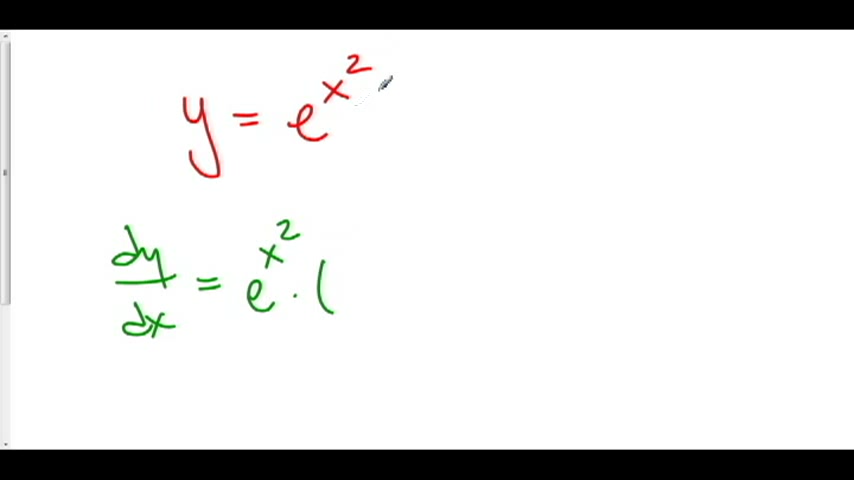 y = e^{x^2}
dy/dx = e^{x^2} · (